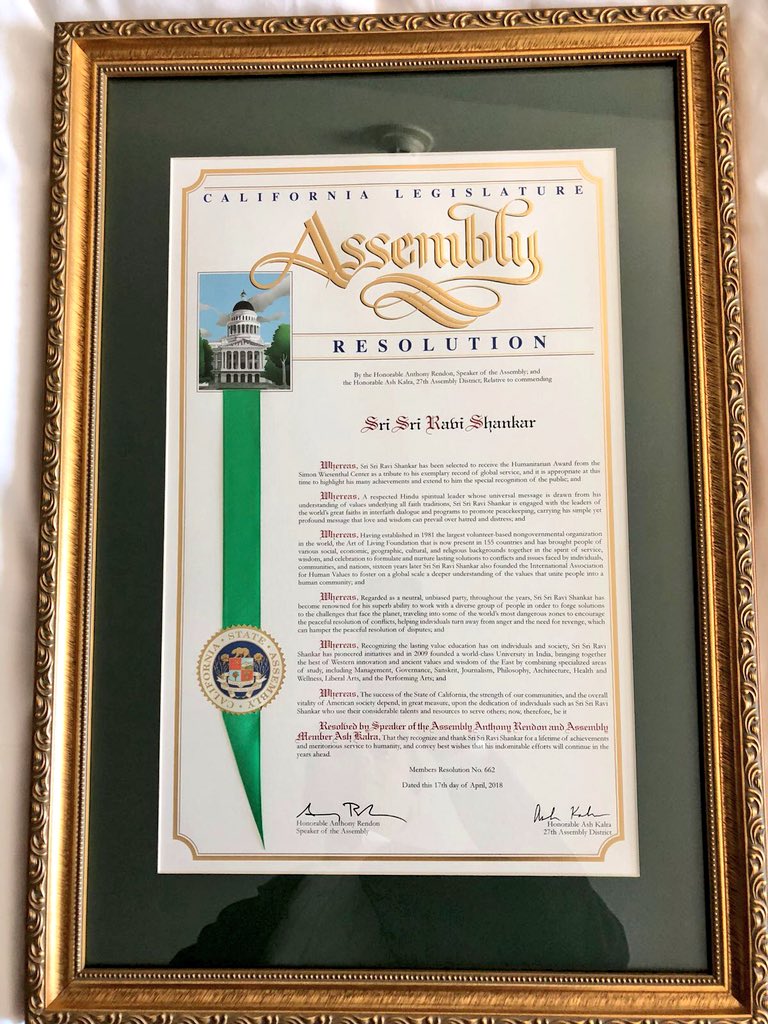 CALIFORNIA LEGISLATURE
Assembly
RESOLUTION
By the Honorable Anthony Rendon, Speaker of the Assembly; and
the Honorable Ash Kalra, 27th Assembly District; Relative to commending
Sri Sri Ravi Shankar
Whereas, Sri Sri Ravi Shankar has been selected to receive the Humanitarian Award from the
Simon Wiesenthal Center as a tribute to his exemplary record of global service, and it is appropriate at this
time to highlight his many achievements and extend to him the special recognition of the public; and
Whereas, A respected Hindu spiritual leader whose universal message is drawn from his
understanding of values underlying all faith traditions, Sri Sri Ravi Shankar is engaged with the leaders of
the world's great faiths in interfaith dialogue and programs to promote peacekeeping, carrying his simple yet
profound message that love and wisdom can prevail over hatred and distress; and
Whereas, Having established in 1981 the largest volunteer-based nongovernmental organization
in the world, the Art of Living Foundation that is now present in 155 countries and has brought people of
various social, economic, geographic, cultural, and religious backgrounds together in the spirit of service,
wisdom, and celebration to formulate and nurture lasting solutions to conflicts and issues faced by individuals,
communities, and nations, sixteen years later Sri Sri Ravi Shankar also founded the International Association
for Human Values to foster on a global scale a deeper understanding of the values that unite people into a
human community; and
Whereas, Regarded as a neutral, unbiased party, throughout the years, Sri Sri Ravi Shankar has
become renowned for his superb ability to work with a diverse group of people in order to forge solutions
to the challenges that face the planet, traveling into some of the world's most dangerous zones to encourage
the peaceful resolution of conflicts, helping individuals turn away from anger and the need for revenge, which
can hamper the peaceful resolution of disputes; and
Whereas, Recognizing the lasting value education has on individuals and society, Sri Sri Ravi
Shankar has pioneered initiatives and in 2009 founded a world-class University in India, bringing together
the best of Western innovation and ancient values and wisdom of the East by combining specialized areas
of study, including Management, Governance, Sanskrit, Journalism, Philosophy, Architecture, Health and
Wellness, Liberal Arts, and the Performing Arts; and
Whereas, The success of the State of California, the strength of our communities, and the overall
vitality of American society depend, in great measure, upon the dedication of individuals such as Sri Sri Ravi
Shankar who use their considerable talents and resources to serve others; now, therefore, be it
Resolved by Speaker of the Assembly Anthony Rendon and Assembly
Member Ash Kalra, That they recognize and thank Sri Sri Ravi Shankar for a lifetime of achievements
and meritorious service to humanity, and convey best wishes that his indomitable efforts will continue in the
years ahead.
Members Resolution No. 662
Dated this 17th day of April, 2018
Honorable Anthony Rendon
Speaker of the Assembly
Ash Kalra
Honorable Ash Kalra
27th Assembly District
CALIFORNIA STATE ASSEMBLY